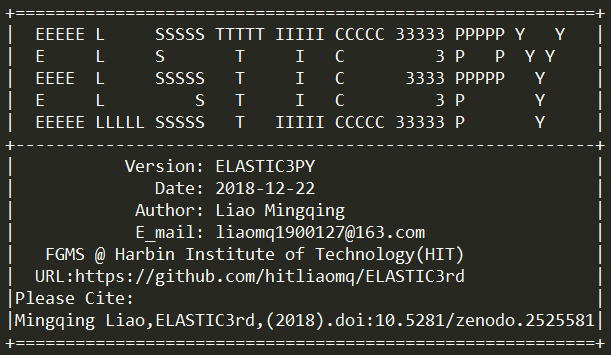 +==========================================================+
|  EEEEE L     SSSSS TTTTT IIIII CCCCC 33333 PPPPP Y   Y   |
|  E     L     S       T     I   C         3 P   P  Y Y    |
|  EEEE  L     SSSSS   T     I   C      3333 PPPPP   Y     |
|  E     L         S   T     I   C         3 P       Y     |
|  EEEEE LLLLL SSSSS   T   IIIII CCCCC 33333 P       Y     |
+----------------------------------------------------------+
|           Version: ELASTIC3PY                            |
|              Date: 2018-12-22                            |
|            Author: Liao Mingqing                         |
|            E_mail: liaomq1900127@163.com                 |
|   FGMS @ Harbin Institute of Technology(HIT)             |
|  URL:https://github.com/hitliaomq/ELASTIC3rd             |
|Please Cite:                                              |
|Mingqing Liao,ELASTIC3rd,(2018).doi:10.5281/zenodo.2525581|
+==========================================================+